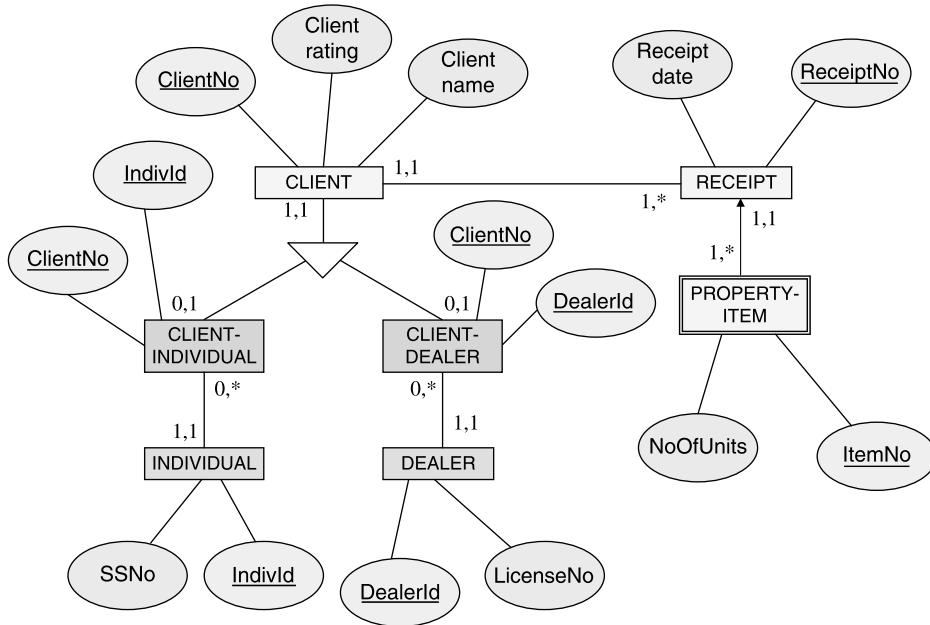 Client
rating
Client
name
ClientNo
Receipt
date
ReceiptNo
IndivId
CLIENT
1,1
1,*
RECEIPT
1,1
1,1
ClientNo
ClientNo
1,*
DealerId
PROPERTY-
ITEM
0,1
0,1
CLIENT-
INDIVIDUAL
CLIENT-
DEALER
0,*
0,*
1,1
1,1
NoOfUnits
ItemNo
INDIVIDUAL
DEALER
SSNo
IndivId
DealerId
LicenseNo